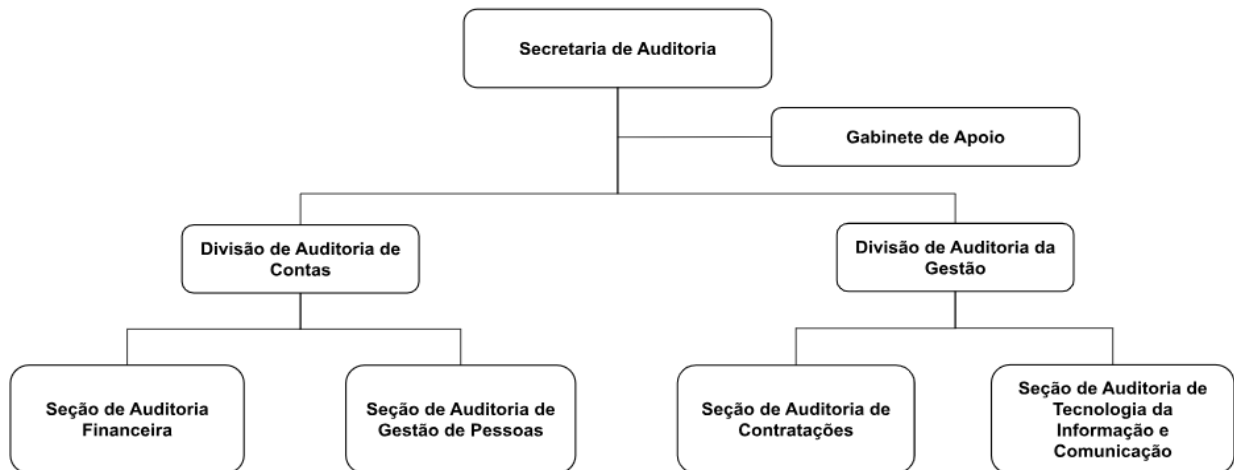 Secretaria de Auditoria
Gabinete de Apoio
Divisão de Auditoria de
Contas
Divisão de Auditoria da
Gestão
Seção de Auditoria
Financeira
Seção de Auditoria de
Gestão de Pessoas
Seção de Auditoria de
Contratações
Seção de Auditoria de
Tecnologia da
Informação e
Comunicação